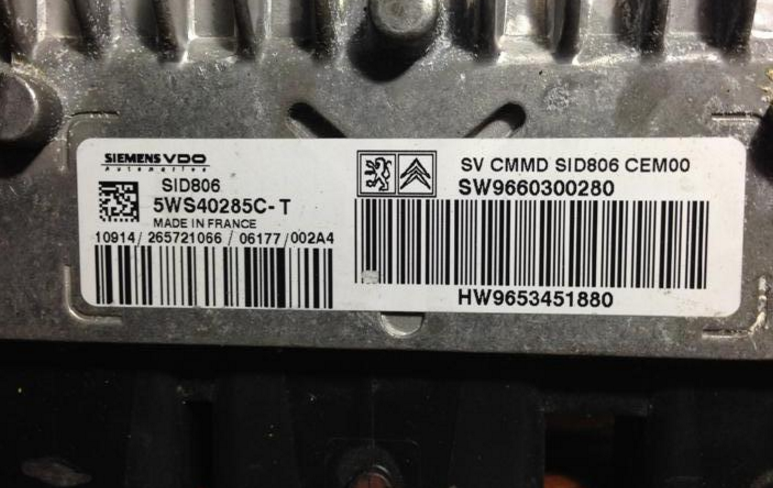 SIEMENS VDO
Automotive
SID806
5WS40285C-T
MADE IN FRANCE
10914/265721066/06177/002A4
SV CMMD SID806 CEM00
SW9660300280
HW9653451880